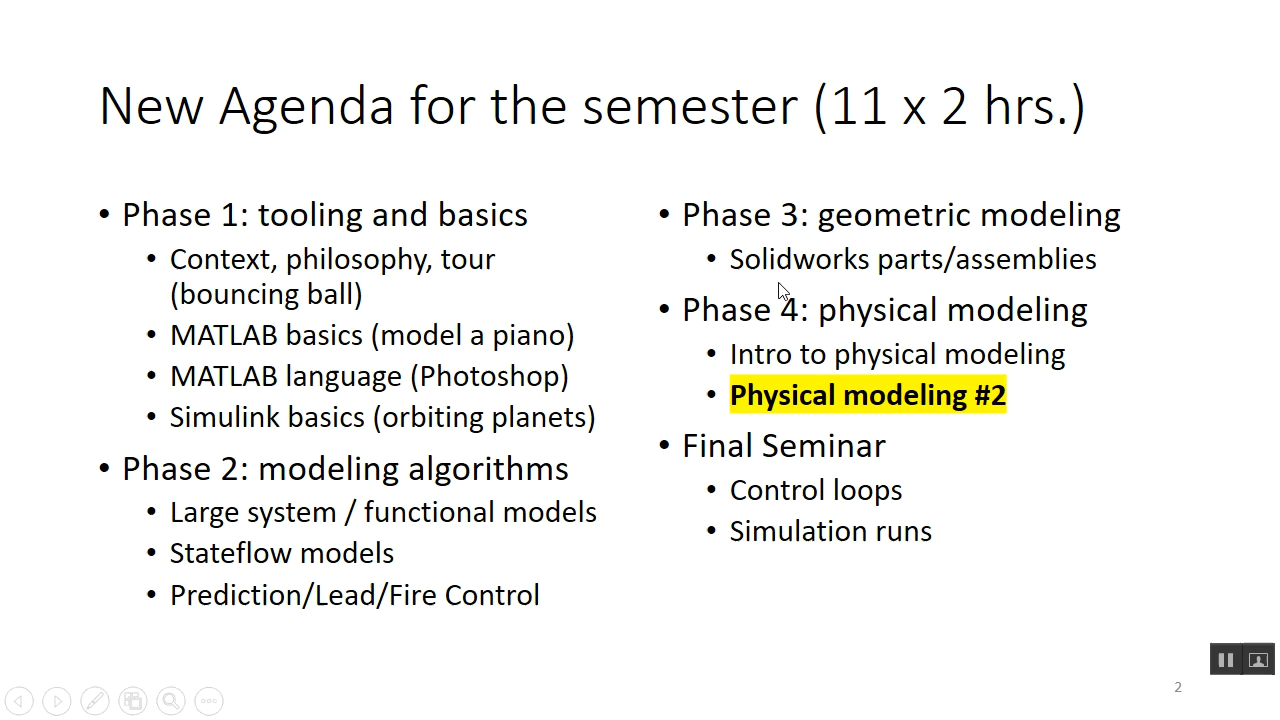 New Agenda for the semester (11 x 2 hrs.)
• Phase 1: tooling and basics
• Context, philosophy, tour
(bouncing ball)
• MATLAB basics (model a piano)
• MATLAB language (Photoshop)
• Simulink basics (orbiting planets)
• Phase 2: modeling algorithms
• Large system / functional models
• Stateflow models
• Prediction/Lead/Fire Control
• Phase 3: geometric modeling
• Solidworks parts/assemblies
• Phase 4: physical modeling
• Intro to physical modeling
• Physical modeling #2
• Final Seminar
• Control loops
• Simulation runs
2